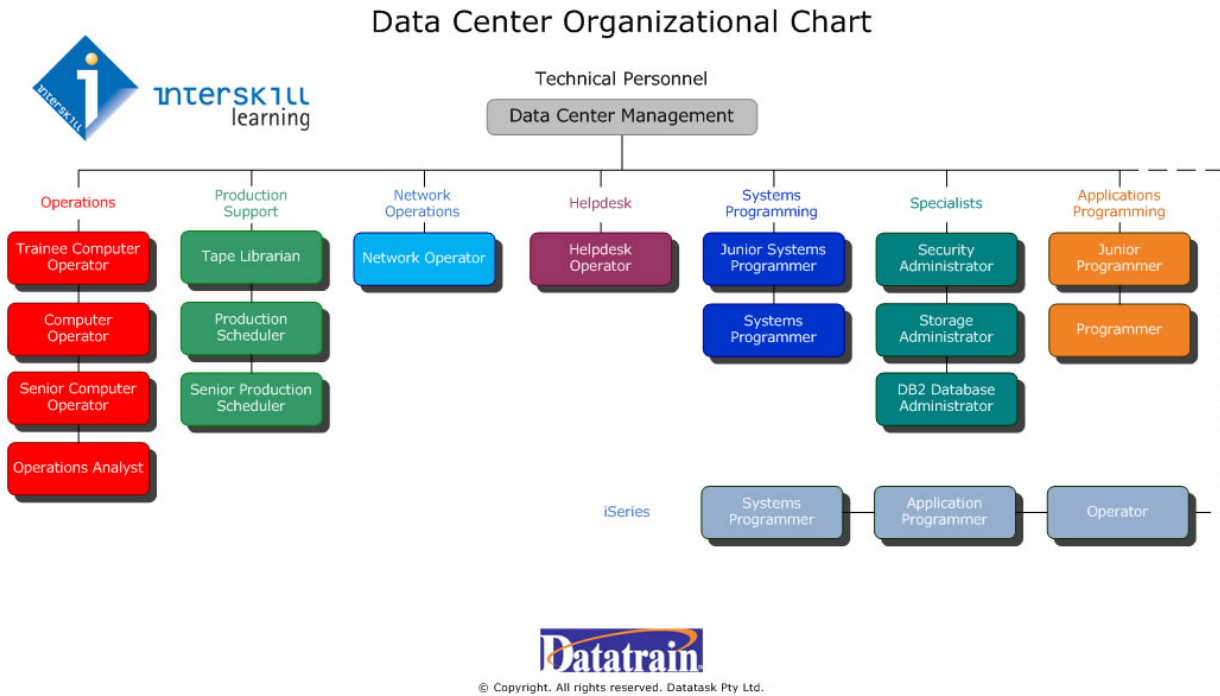 Data Center Organizational Chart
interskill
interskill
learning
Technical Personnel
Data Center Management
Operations
Production
Support
Network
Operations
Helpdesk
Systems
Programming
Specialists
Applications
Programming
Trainee Computer
Operator
Tape Librarian
Network Operator
Helpdesk
Operator
Junior Systems
Programmer
Security
Administrator
Junior
Programmer
Computer
Operator
Production
Scheduler
Systems
Programmer
Storage
Administrator
Programmer
Senior Computer
Operator
Senior Production
Scheduler
DB2 Database
Administrator
Operations Analyst
iSeries
Systems
Programmer
Application
Programmer
Operator
Datatrain
© Copyright. All rights reserved. Datatask Pty Ltd.